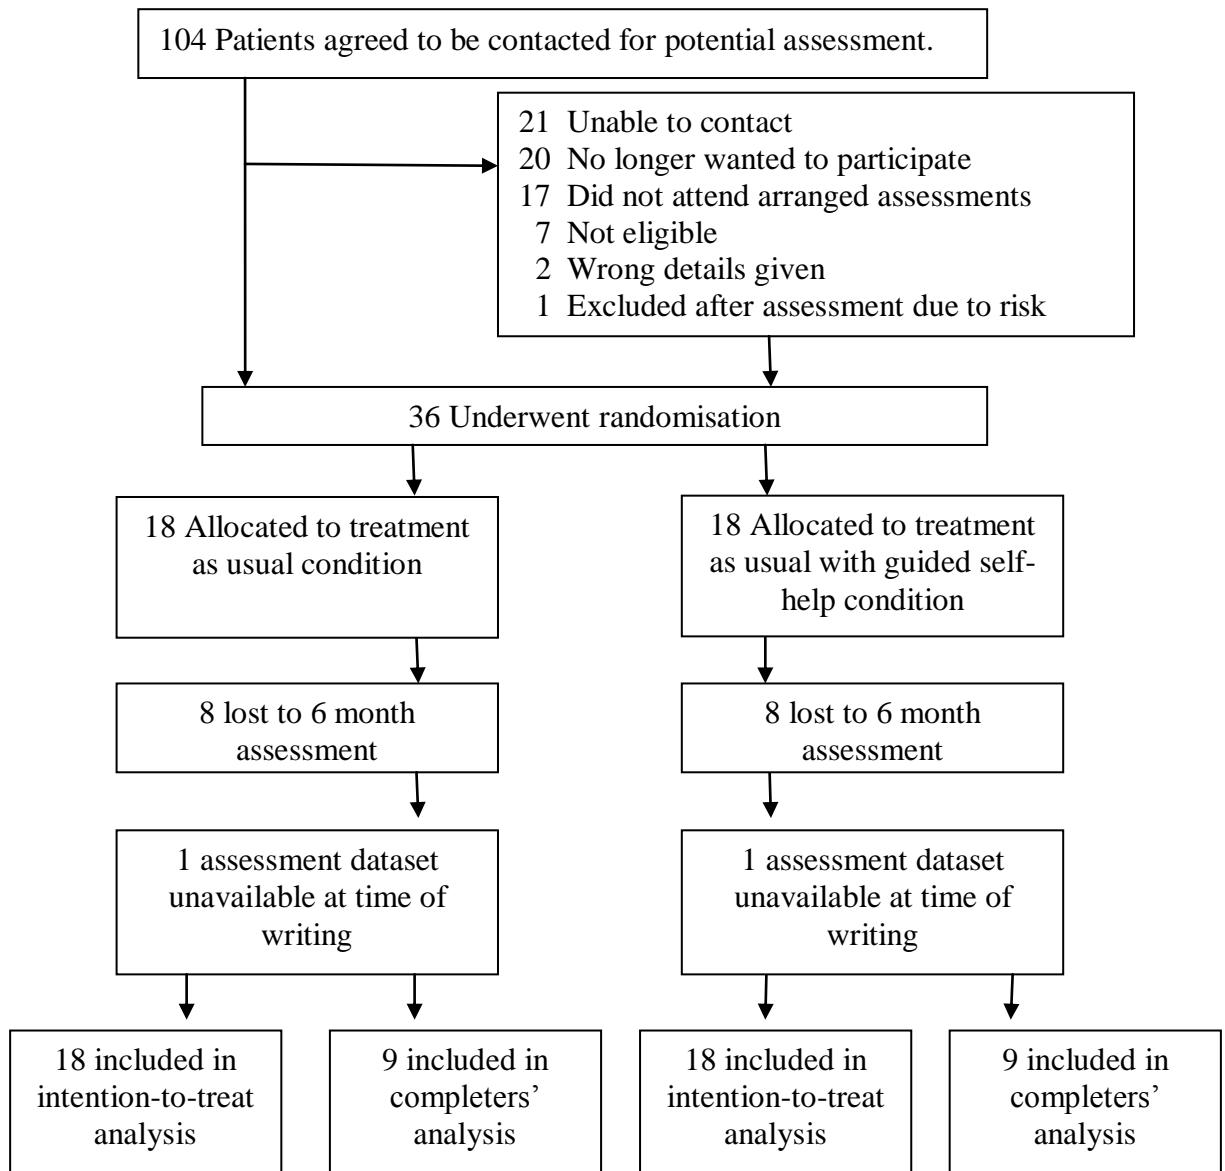 104 Patients agreed to be contacted for potential assessment.
21 Unable to contact
20 No longer wanted to participate
17 Did not attend arranged assessments
7 Not eligible
2 Wrong details given
1 Excluded after assessment due to risk
36 Underwent randomisation
18 Allocated to treatment
as usual condition
18 Allocated to treatment
as usual with guided self-
help condition
8 lost to 6 month
assessment
8 lost to 6 month
assessment
1 assessment dataset
unavailable at time of
writing
1 assessment dataset
unavailable at time of
writing
18 included in
intention-to-treat
analysis
9 included in
completers’
analysis
18 included in
intention-to-treat
analysis
9 included in
completers’
analysis